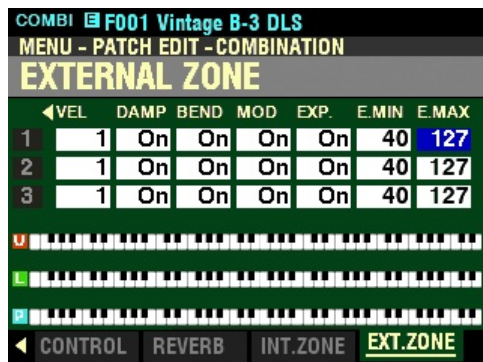 COMBI E F001 Vintage B-3 DLS
MENU - PATCH EDIT - COMBINATION
EXTERNAL ZONE
VEL DAMP BEND MOD EXP. E.MIN E.MAX
1 1 On On On On 40 127
2 1 On On On On 40 127
3 1 On On On On 40 127
U
L
P
CONTROL REVERB INT.ZONE EXT.ZONE